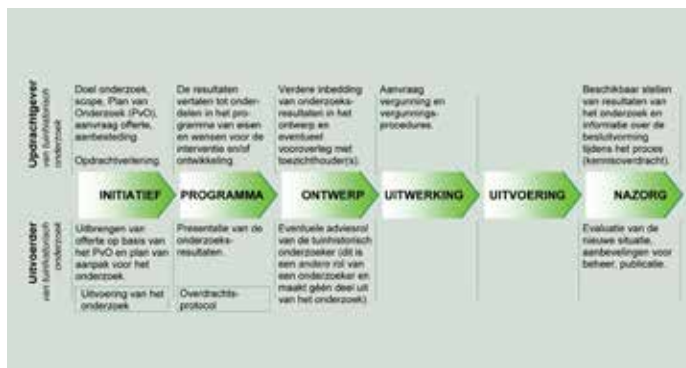 Opdrachtgever
van tuinhistorisch
onderzoek
Doel onderzoek,
scope, Plan van
Onderzoek (PvO),
aanvraag offerte,
aanbesteding.
Opdrachtverlening.
De resultaten
vertalen tot onder-
delen in het pro-
gramma van eisen
en wensen voor de
interventie en/of
ontwikkeling.
Verdere inbedding
van onderzoeks-
resultaten in het
ontwerp en
eventueel
vooroverleg met
toezichthouder(s).
Aanvraag
vergunning en
vergunnings-
procedures.
Beschikbaar stellen
van resultaten van
het onderzoek en
informatie over de
besluitvorming
tijdens het proces
(kennisoverdracht).
INITIATIEF
PROGRAMMA
ONTWERP
UITWERKING
UITVOERING
NAZORG
Uitvoerder
van tuinhistorisch
onderzoek
Uitbrengen van
offerte op basis van
het PvO en plan van
aanpak voor het
onderzoek.
Uitvoering van het
onderzoek
Presentatie van de
onderzoeks-
resultaten.
Overdrachts-
protocol
Eventuele adviesrol
van de tuinhistorisch
onderzoeker (dit is
een andere rol van
een onderzoeker en
maakt géén deel uit
van het onderzoek)
Evaluatie van de
nieuwe situatie,
aanbevelingen voor
beheer, publicatie.